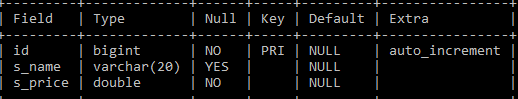 | Field | Type | Null | Key | Default | Extra |
| id | bigint | NO | PRI | NULL | auto_increment |
| s_name | varchar(20) | YES | | NULL | |
| s_price | double | NO | | NULL | |